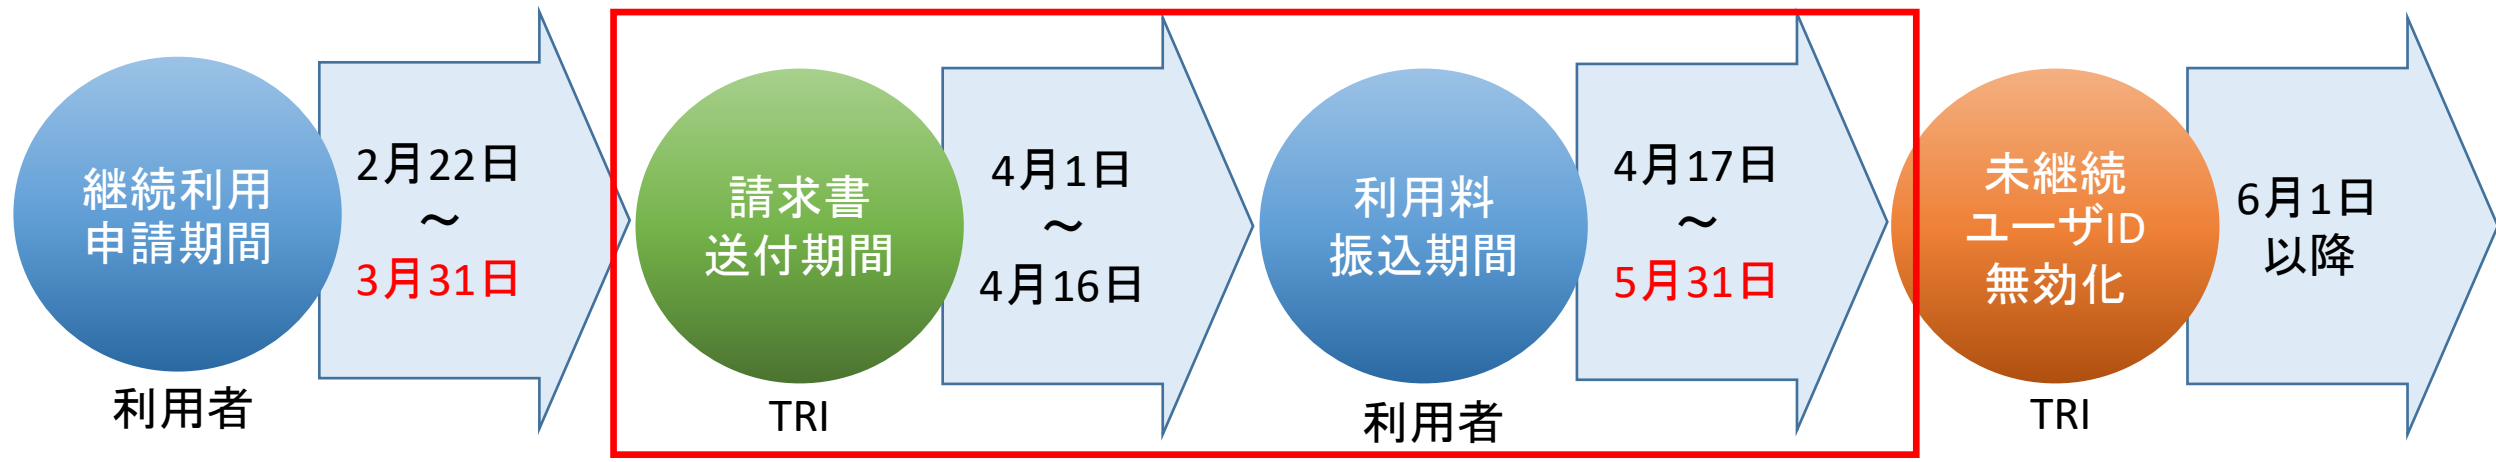 継続利用
申請期間
利用者
2月22日
～
3月31日
請求書
送付期間
TRI
4月1日
～
4月16日
利用料
振込期間
利用者
4月17日
～
5月31日
未継続
ユーザID
無効化
TRI
6月1日
以降